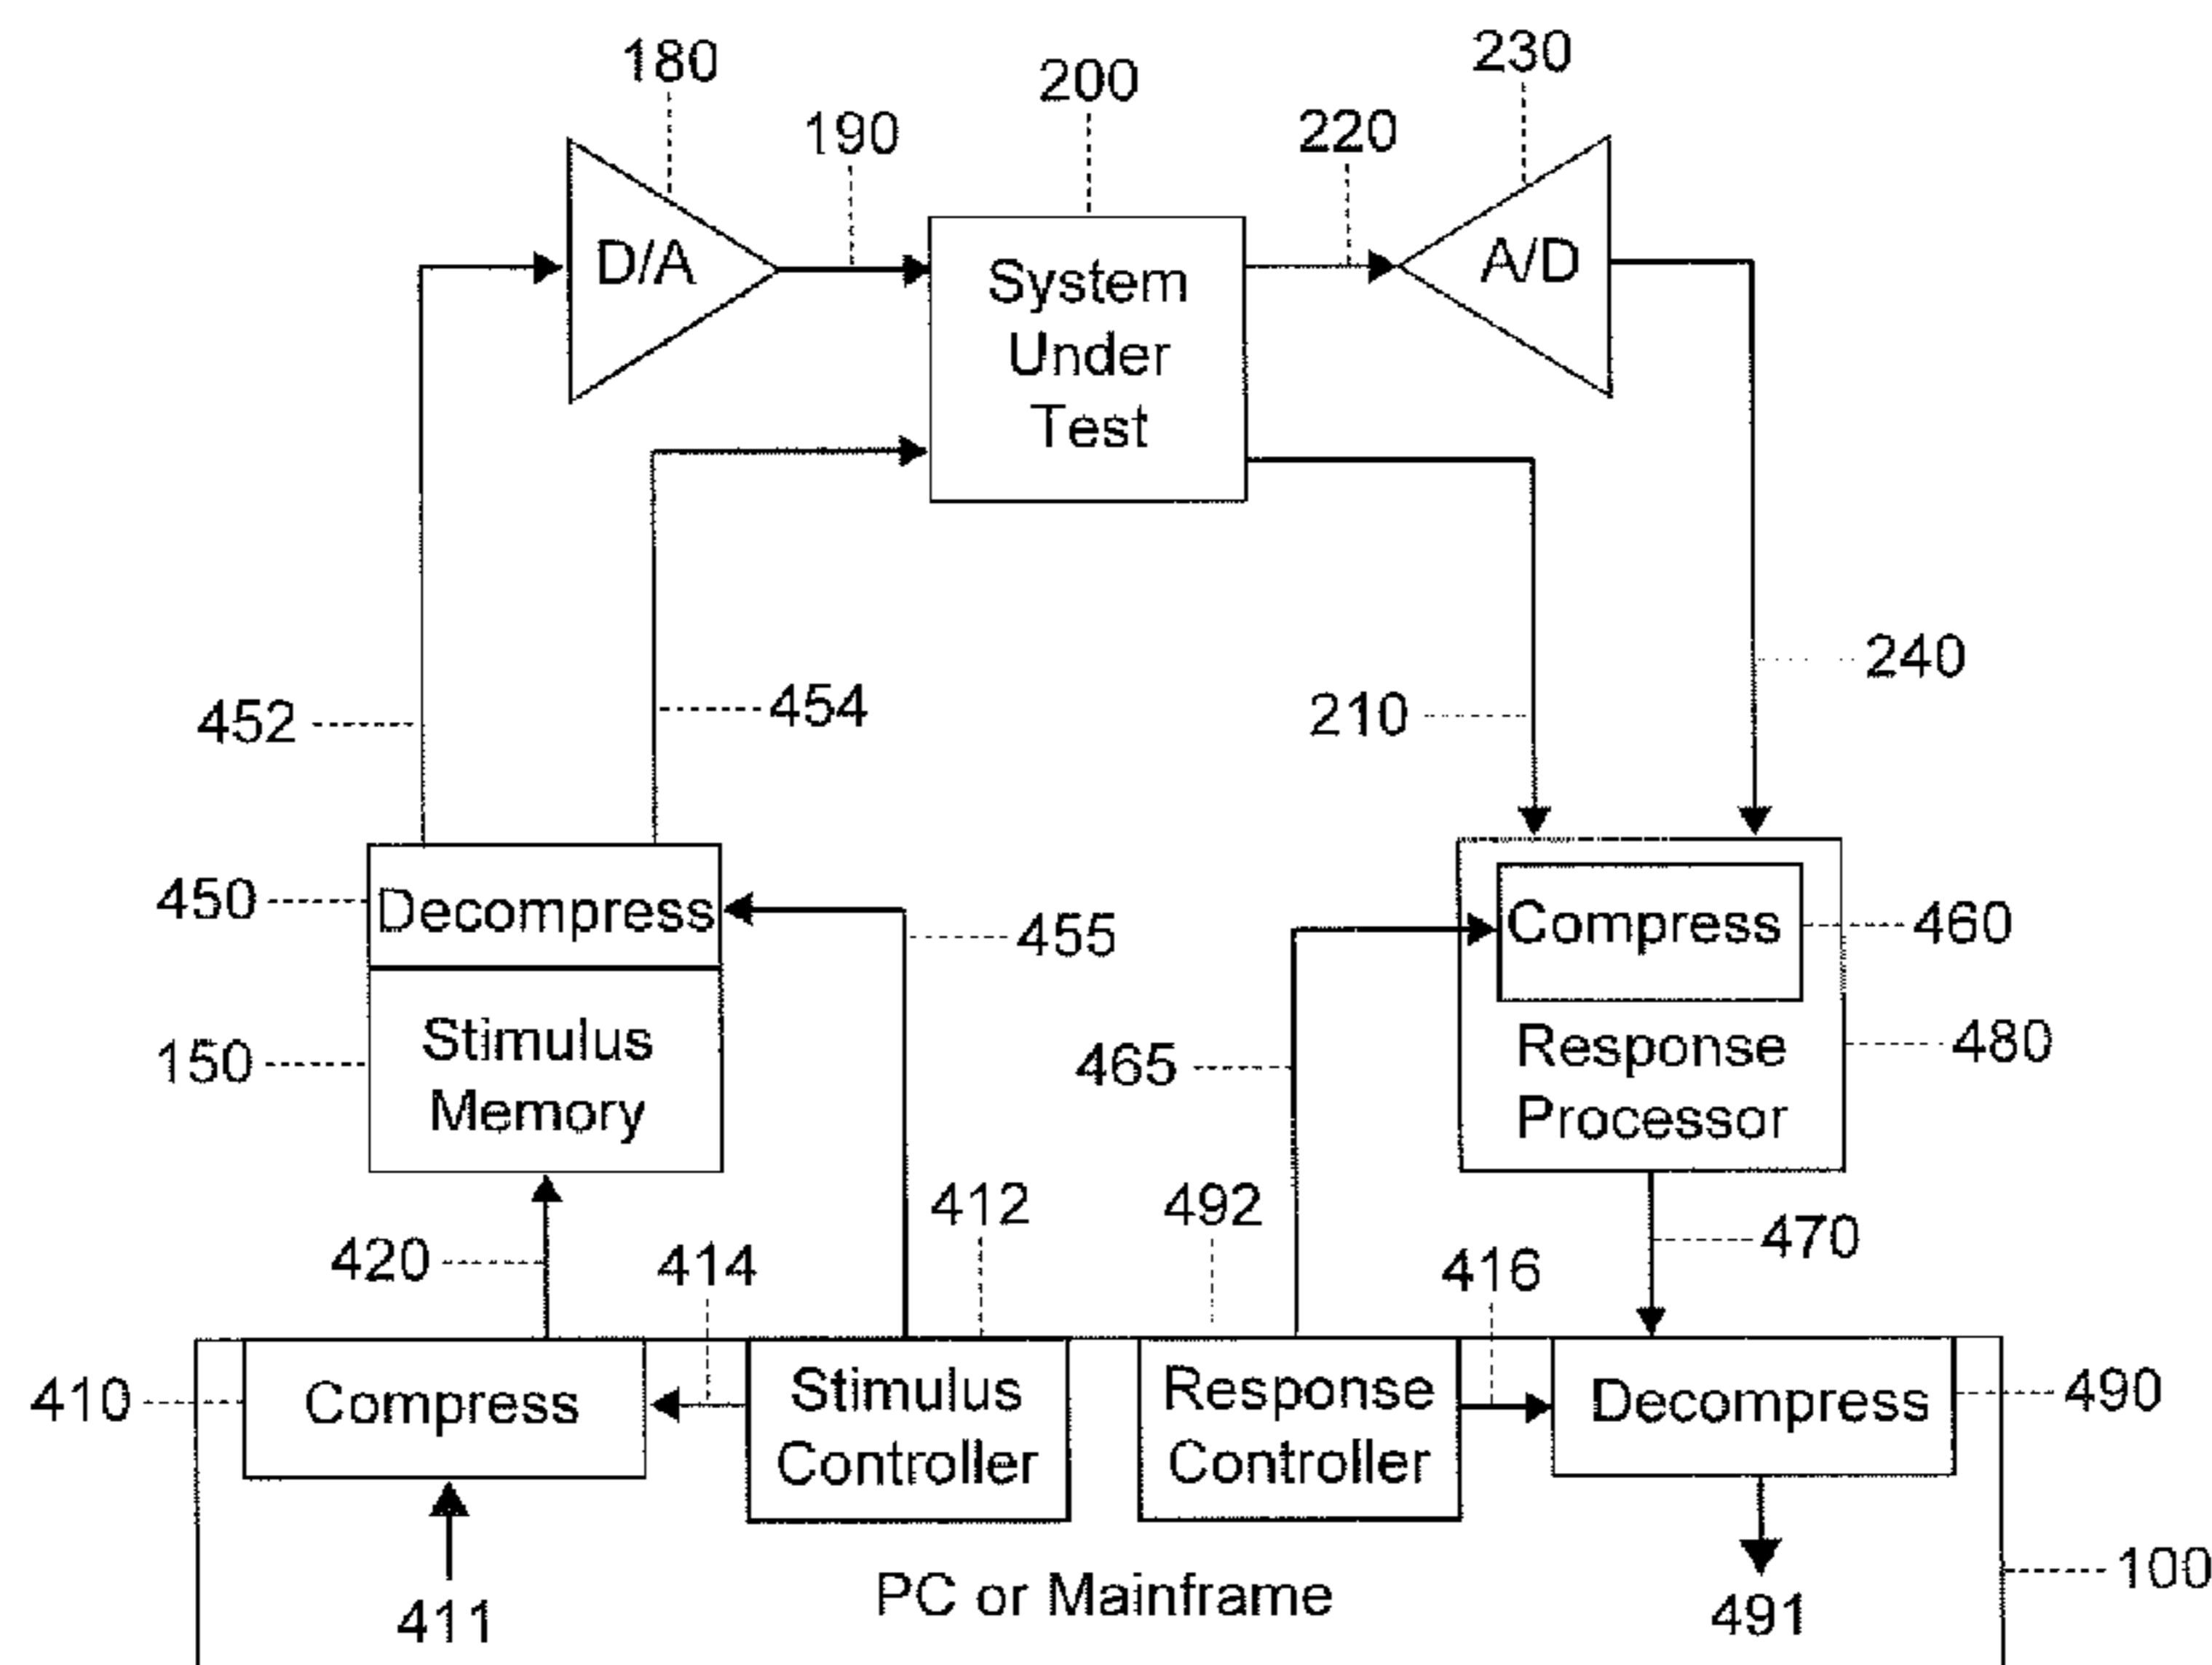 180
200
230
190
220
D/A
System
Under
Test
A/D
240
452
454
210
450
Decompress
455
Compress
460
150
Stimulus
Memory
465
Response
Processor
480
412
492
420
414
416
470
410
Compress
Stimulus
Controller
Response
Controller
Decompress
490
411
PC or Mainframe
491
100